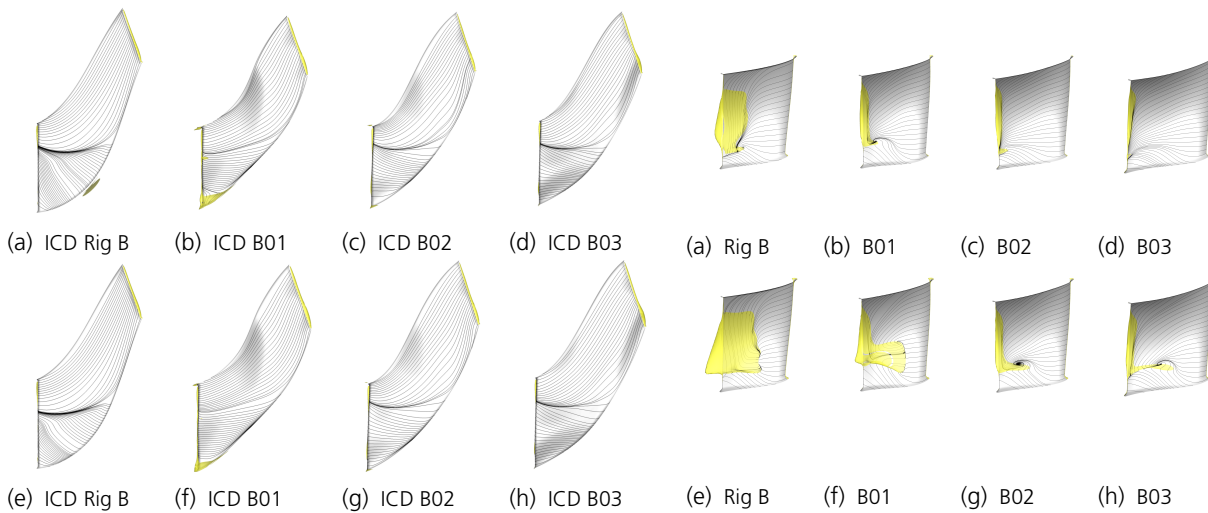 (a) ICD Rig B (b) ICD B01 (c) ICD B02 (d) ICD B03 (a) Rig B (b) B01 (c) B02 (d) B03
(e) ICD Rig B (f) ICD B01 (g) ICD B02 (h) ICD B03 (e) Rig B (f) B01 (g) B02 (h) B03